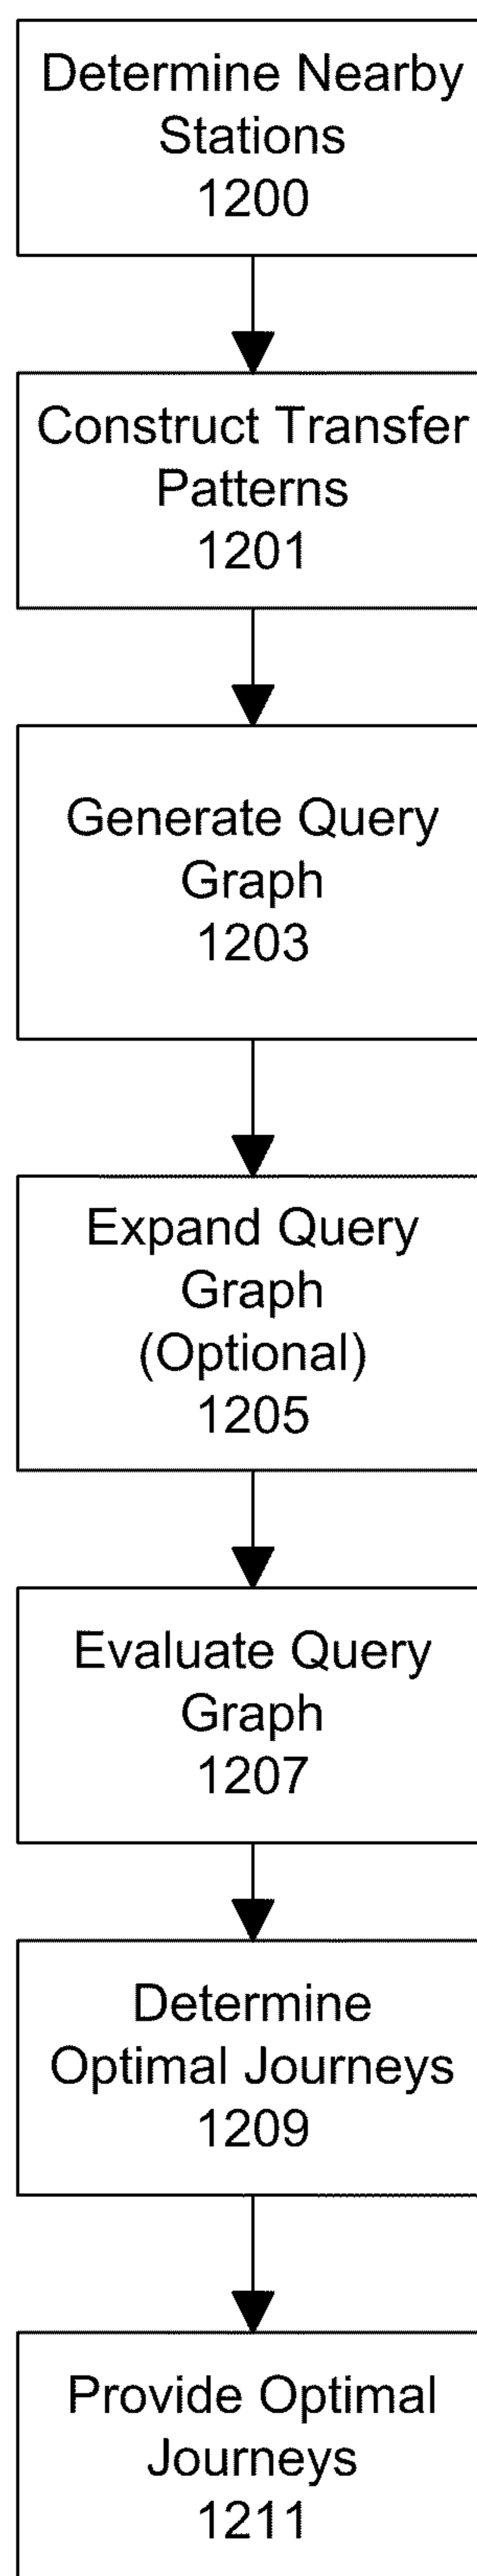 Determine Nearby
Stations
1200
Construct Transfer
Patterns
1201
Generate Query
Graph
1203
Expand Query
Graph
(Optional)
1205
Evaluate Query
Graph
1207
Determine
Optimal Journeys
1209
Provide Optimal
Journeys
1211